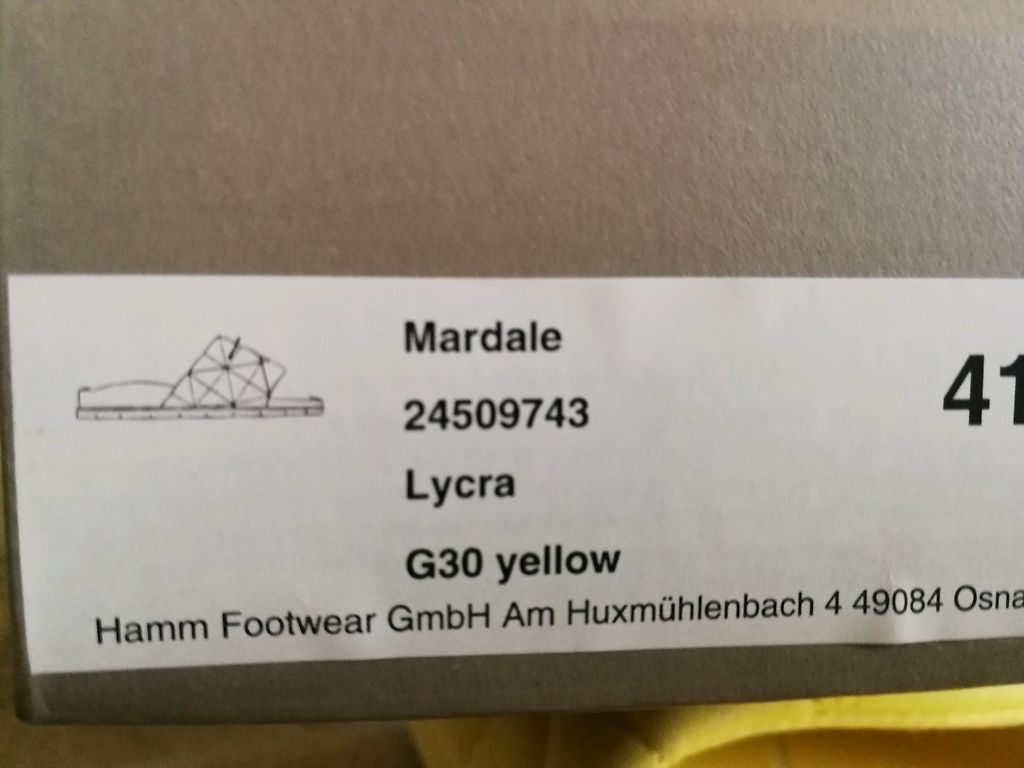 Mardale
24509743
41
Lycra
G30 yellow
Hamm Footwear GmbH Am Huxmühlenbach 4 49084 Osna